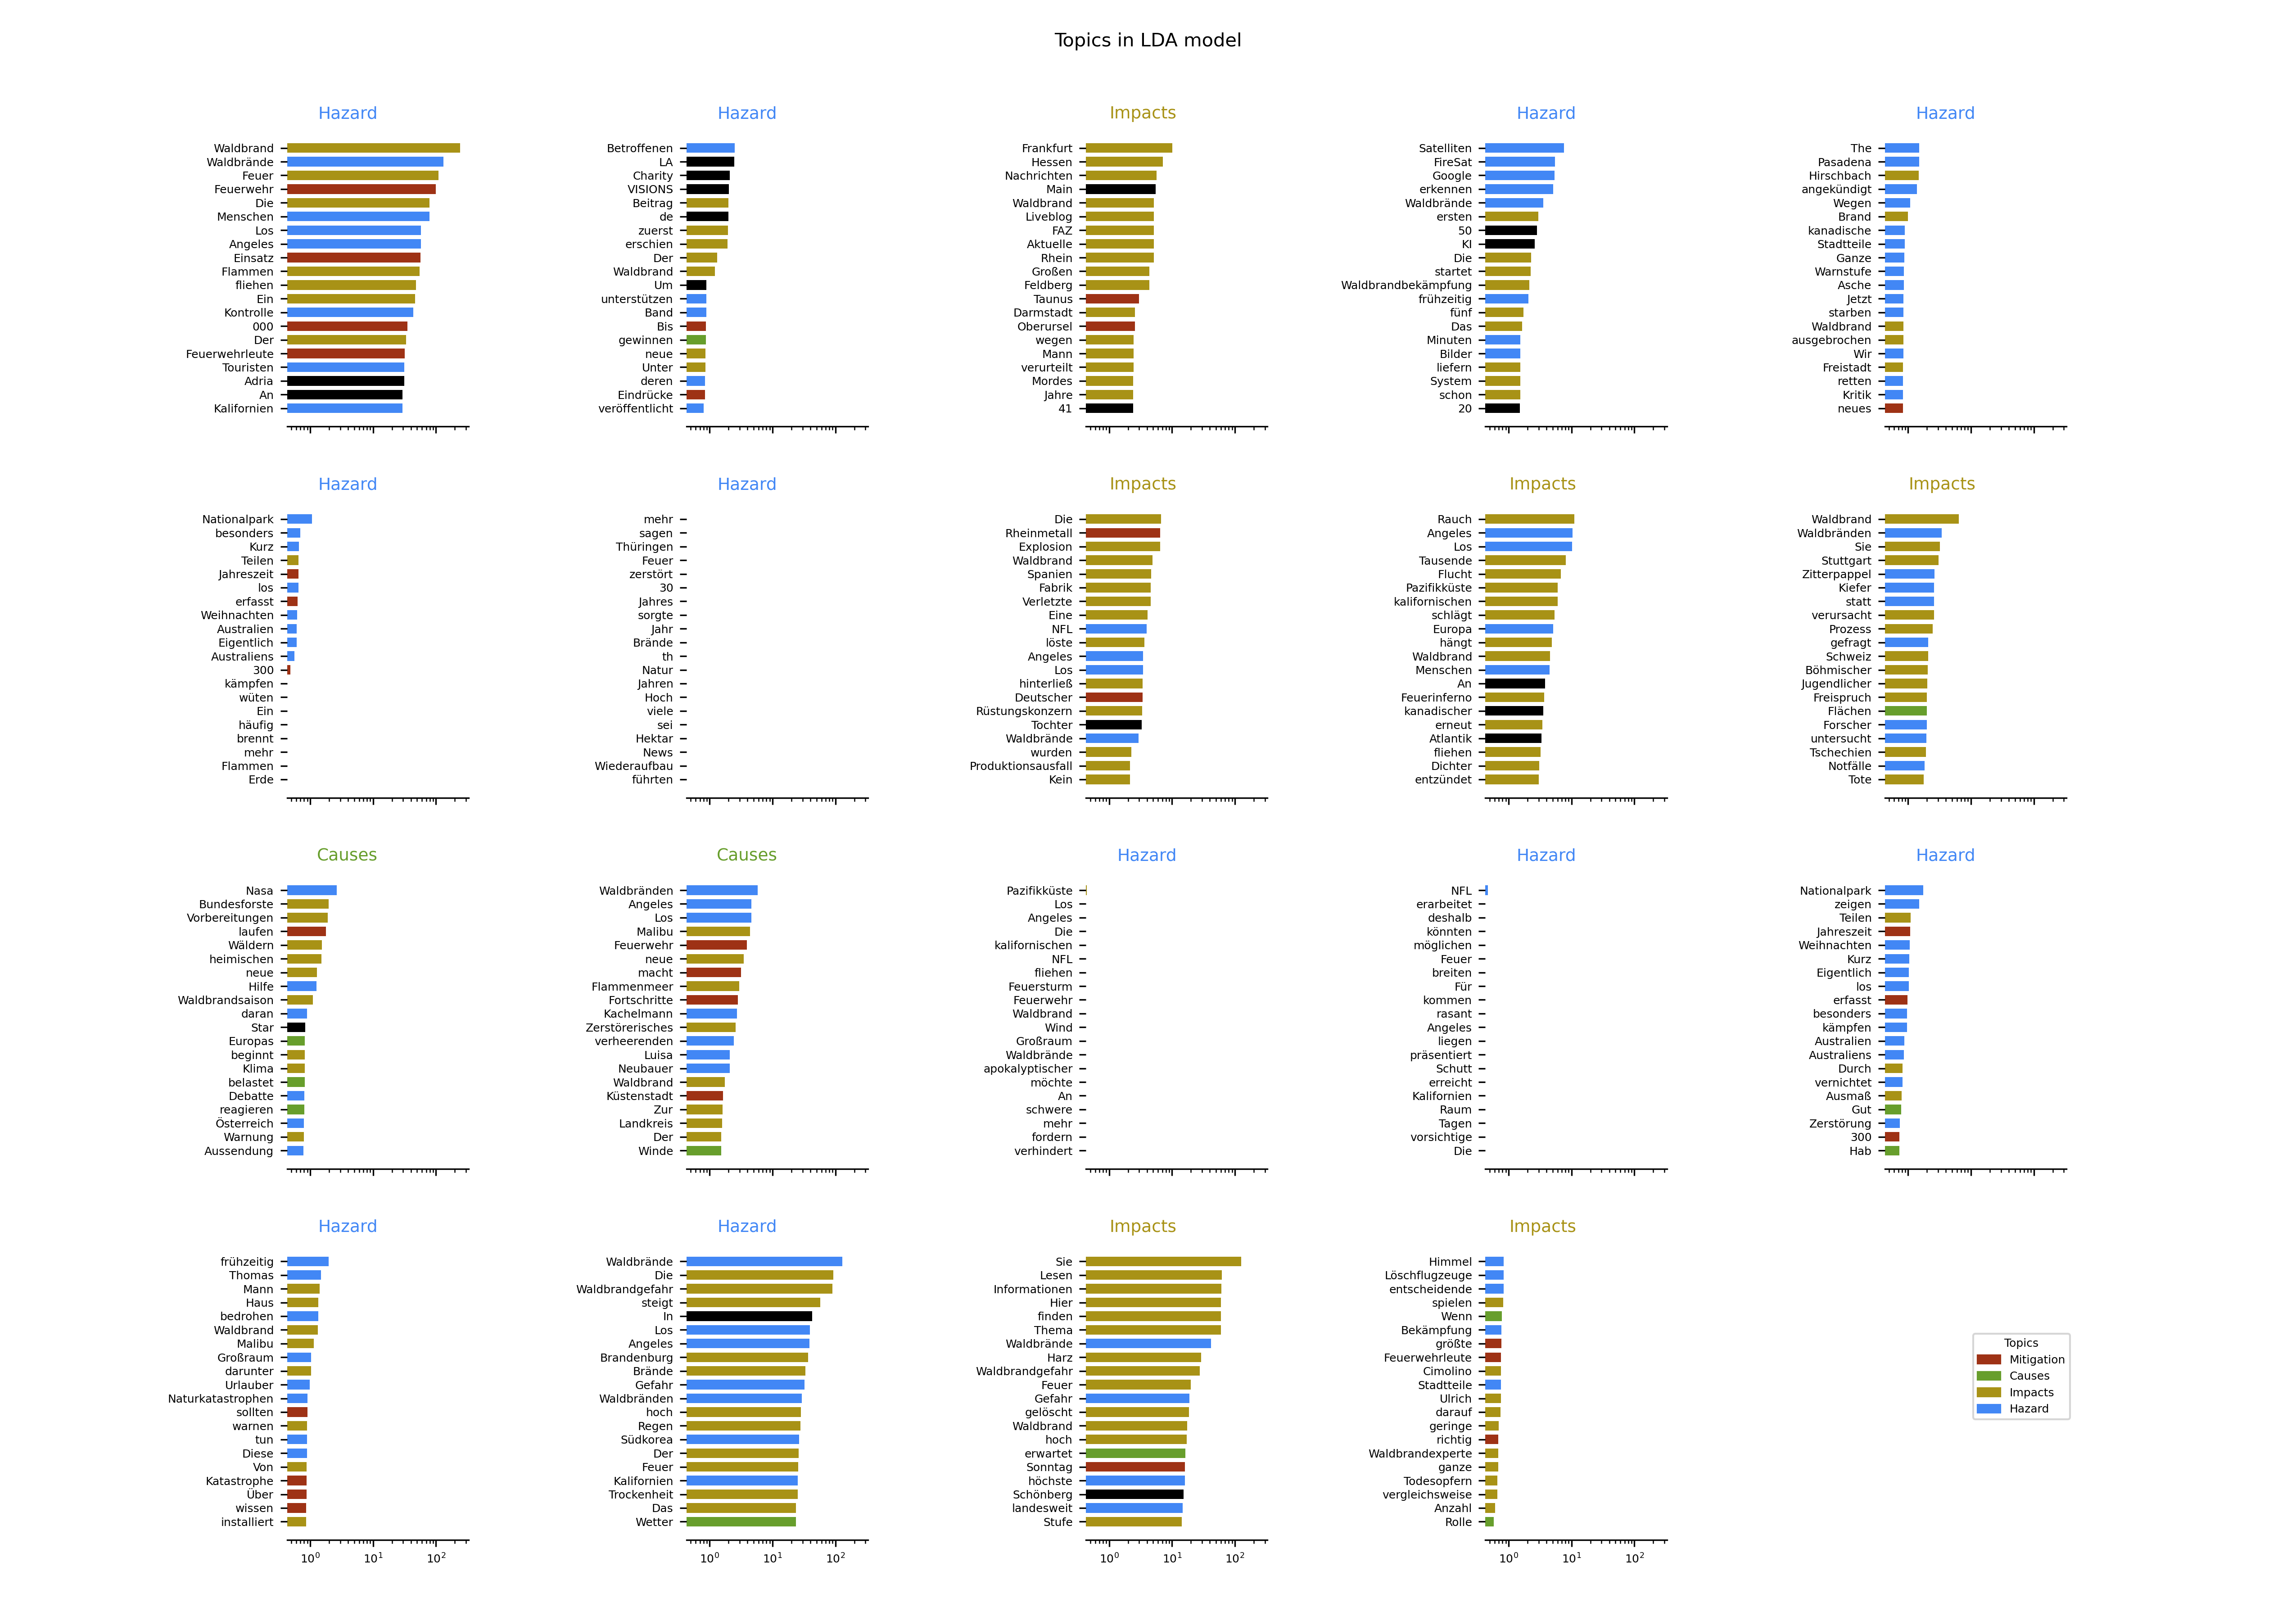 Topics in LDA model
Hazard
Waldbrand
Waldbrände
Feuer
Feuerwehr
Die
Menschen
Los
Angeles
Einsatz
Flammen
fliehen
Ein
Kontrolle
000
Der
Feuerwehrleute
Touristen
Adria
An
Kalifornien
Hazard
Betroffenen
LA
Charity
VISIONS
Beitrag
de
zuerst
erschien
Der
Waldbrand
Um
unterstützen
Band
Bis
gewinnen
neue
Unter
deren
Eindrücke
veröffentlicht
Impacts
Frankfurt
Hessen
Nachrichten
Main
Waldbrand
Liveblog
FAZ
Aktuelle
Rhein
Großen
Feldberg
Taunus
Darmstadt
Oberursel
wegen
Mann
verurteilt
Mordes
Jahre
41
Hazard
Satelliten
FireSat
Google
erkennen
Waldbrände
ersten
50
KI
Die
startet
Waldbrandbekämpfung
frühzeitig
fünf
Das
Minuten
Bilder
liefern
System
schon
20
Hazard
The
Pasadena
Hirschbach
angekündigt
Wegen
Brand
kanadische
Stadtteile
Ganze
Warnstufe
Asche
Jetzt
starben
Waldbrand
ausgebrochen
Wir
Freistadt
retten
Kritik
neues
Hazard
Nationalpark
besonders
Kurz
Teilen
Jahreszeit
los
erfasst
Weihnachten
Australien
Eigentlich
Australiens
300
kämpfen
wüten
Ein
häufig
brennt
mehr
Flammen
Erde
Hazard
mehr
sagen
Thüringen
Feuer
zerstört
30
Jahres
sorgte
Jahr
Brände
th
Natur
Jahren
Hoch
viele
sei
Hektar
News
Wiederaufbau
führten
Impacts
Die
Rheinmetall
Explosion
Waldbrand
Spanien
Fabrik
Verletzte
Eine
NFL
löste
Angeles
Los
hinterließ
Deutscher
Rüstungskonzern
Tochter
Waldbrände
wurden
Produktionsausfall
Kein
Impacts
Rauch
Angeles
Los
Tausende
Flucht
Pazifikküste
kalifornischen
schlägt
Europa
hängt
Waldbrand
Menschen
An
Feuerinferno
kanadischer
erneut
Atlantik
fliehen
Dichter
entzündet
Impacts
Waldbrand
Waldbränden
Sie
Stuttgart
Zitterpappel
Kiefer
statt
verursacht
Prozess
gefragt
Schweiz
Böhmischer
Jugendlicher
Freispruch
Flächen
Forscher
untersucht
Tschechien
Notfälle
Tote
Causes
Nasa
Bundesforste
Vorbereitungen
laufen
Wäldern
heimischen
neue
Hilfe
Waldbrandsaison
daran
Star
Europas
beginnt
Klima
belastet
Debatte
reagieren
Österreich
Warnung
Aussendung
Causes
Waldbränden
Angeles
Los
Malibu
Feuerwehr
neue
macht
Flammenmeer
Fortschritte
Kachelmann
Zerstörerisches
verheerenden
Luisa
Neubauer
Waldbrand
Küstenstadt
Zur
Landkreis
Der
Winde
Hazard
Pazifikküste
Los
Angeles
Die
kalifornischen
NFL
fliehen
Feuersturm
Feuerwehr
Waldbrand
Wind
Großraum
Waldbrände
apokalyptischer
möchte
An
schwere
mehr
fordern
verhindert
Hazard
NFL
erarbeitet
deshalb
könnten
möglichen
Feuer
breiten
Für
kommen
rasant
Angeles
liegen
präsentiert
Schutt
erreicht
Kalifornien
Raum
Tagen
vorsichtige
Die
Hazard
Nationalpark
zeigen
Teilen
Jahreszeit
Weihnachten
Kurz
Eigentlich
los
erfasst
besonders
kämpfen
Australien
Australiens
Durch
vernichtet
Ausmaß
Gut
Zerstörung
300
Hab
Hazard
frühzeitig
Thomas
Mann
Haus
bedrohen
Waldbrand
Malibu
Großraum
darunter
Urlauber
Naturkatastrophen
sollten
warnen
tun
Diese
Von
Katastrophe
Über
wissen
installiert
10⁰ 10¹ 10²
Hazard
Waldbrände
Die
Waldbrandgefahr
steigt
In
Los
Angeles
Brandenburg
Brände
Gefahr
Waldbränden
hoch
Regen
Südkorea
Der
Feuer
Kalifornien
Trockenheit
Das
Wetter
10⁰ 10¹ 10²
Impacts
Sie
Lesen
Informationen
Hier
finden
Thema
Waldbrände
Harz
Waldbrandgefahr
Feuer
Gefahr
gelöscht
Waldbrand
hoch
erwartet
Sonntag
höchste
Schönberg
landesweit
Stufe
10⁰ 10¹ 10²
Impacts
Himmel
Löschflugzeuge
entscheidende
spielen
Wenn
Bekämpfung
größte
Feuerwehrleute
Cimolino
Stadtteile
Ulrich
darauf
geringe
richtig
Waldbrandexperte
ganze
Todesopfern
vergleichsweise
Anzahl
Rolle
10⁰ 10¹ 10²
Topics
Mitigation
Causes
Impacts
Hazard